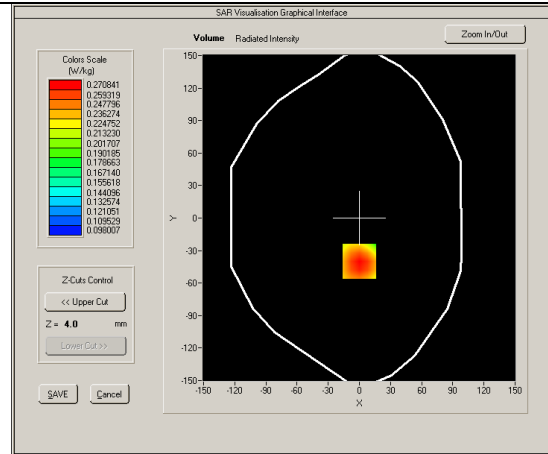 SAR Visualisation Graphical Interface
Volume Radiated Intensity
Zoom In/Out
Colors Scale
(W/kg)
0.270841
0.259319
0.247796
0.236274
0.224752
0.213230
0.201707
0.190185
0.178663
0.167140
0.155618
0.144096
0.132574
0.121051
0.109529
0.098007
Z-Cuts Control
<< Upper Cut
Z = 4.0 mm
Lower Cut >>
SAVE Cancel
150
120
90
60
30
0
-30
-60
-90
-120
-150
Y
-150 -120 -90 -60 -30 0 30 60 90 120 150
X